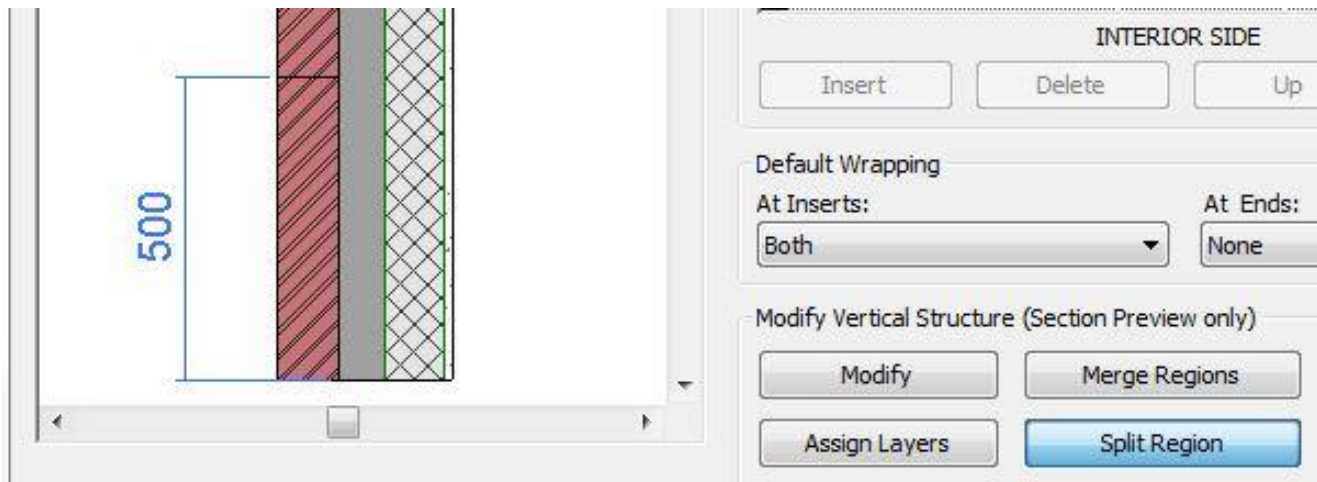 INTERIOR SIDE
Insert Delete Up
Default Wrapping
At Inserts: At Ends:
Both None
500
Modify Vertical Structure (Section Preview only)
Modify Merge Regions
Assign Layers Split Region